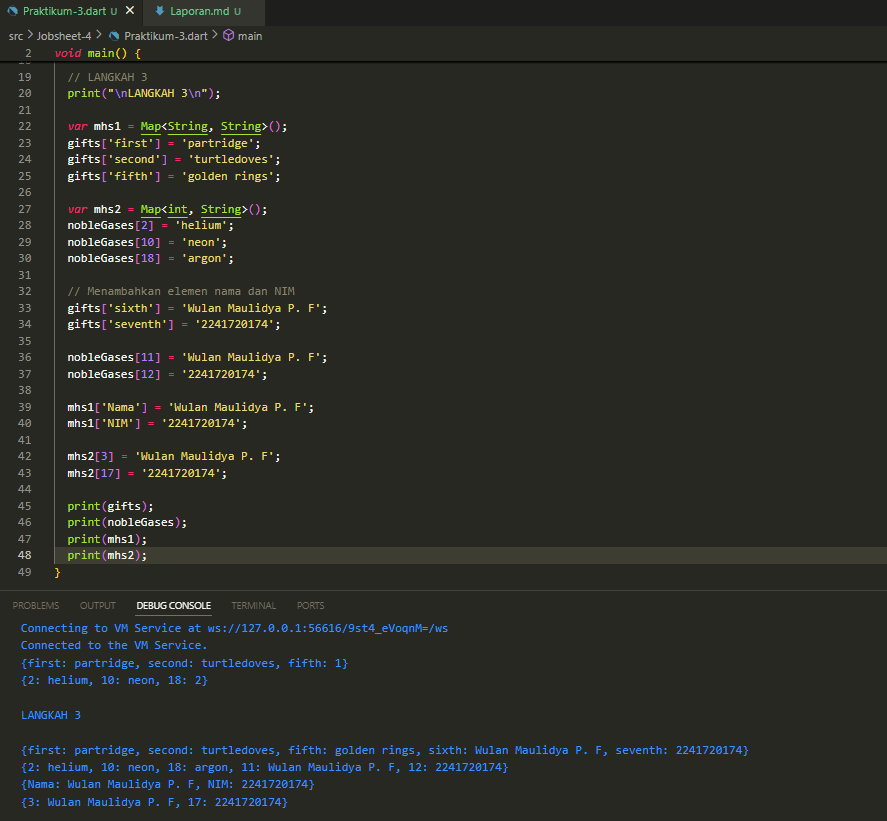 Praktikum-3.dart U × Laporan.md U
src > Jobsheet-4 > Praktikum-3.dart > main
2 void main() {
19 // LANGKAH 3
20 print("\nLANGKAH 3\n");
21
22 var mhs1 = Map<String, String>();
23 gifts['first'] = 'partridge';
24 gifts['second'] = 'turtledoves';
25 gifts['fifth'] = 'golden rings';
26
27 var mhs2 = Map<int, String>();
28 nobleGases[2] = 'helium';
29 nobleGases[10] = 'neon';
30 nobleGases[18] = 'argon';
31
32 // Menambahkan elemen nama dan NIM
33 gifts['sixth'] = 'Wulan Maulidya P. F';
34 gifts['seventh'] = '2241720174';
35
36 nobleGases[11] = 'Wulan Maulidya P. F';
37 nobleGases[12] = '2241720174';
38
39 mhs1['Nama'] = 'Wulan Maulidya P. F';
40 mhs1['NIM'] = '2241720174';
41
42 mhs2[3] = 'Wulan Maulidya P. F';
43 mhs2[17] = '2241720174';
44
45 print(gifts);
46 print(nobleGases);
47 print(mhs1);
48 print(mhs2);
49 }
PROBLEMS OUTPUT DEBUG CONSOLE TERMINAL PORTS
Connecting to VM Service at ws://127.0.0.1:56616/9st4_eVoqnM=/ws
Connected to the VM Service.
{first: partridge, second: turtledoves, fifth: 1}
{2: helium, 10: neon, 18: 2}
LANGKAH 3
{first: partridge, second: turtledoves, fifth: golden rings, sixth: Wulan Maulidya P. F, seventh: 2241720174}
{2: helium, 10: neon, 18: argon, 11: Wulan Maulidya P. F, 12: 2241720174}
{Nama: Wulan Maulidya P. F, NIM: 2241720174}
{3: Wulan Maulidya P. F, 17: 2241720174}